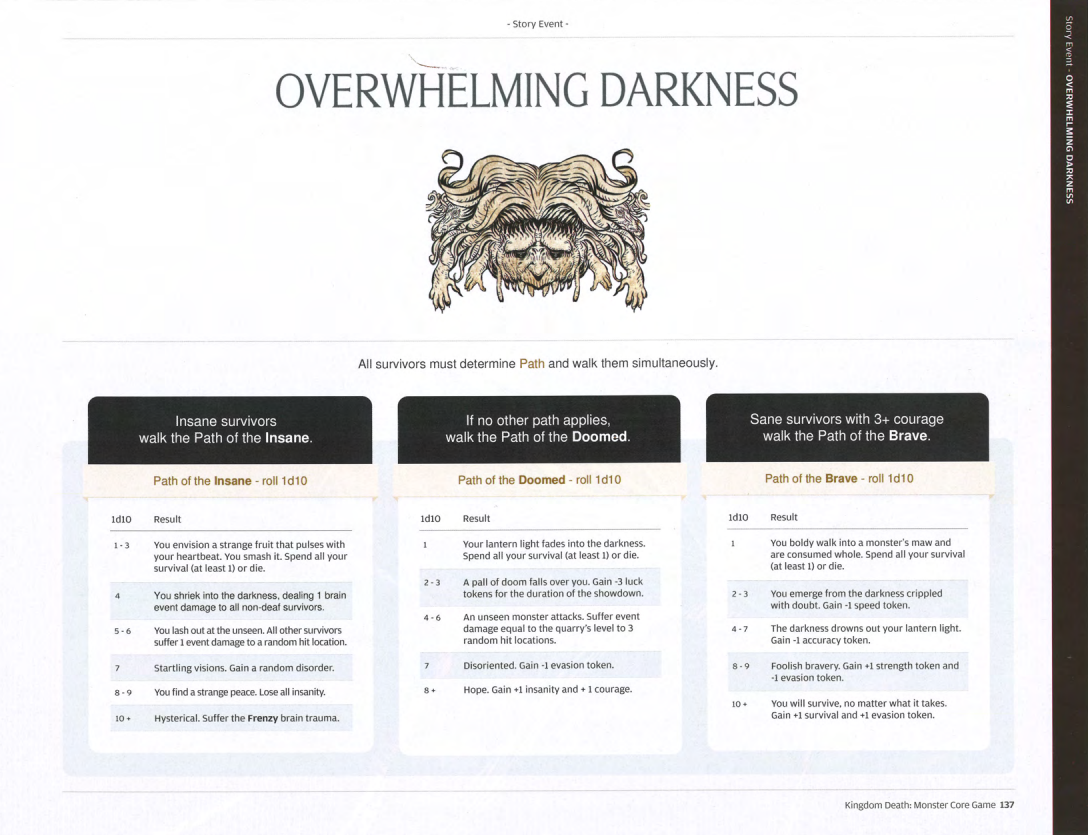 - Story Event -
OVERWHELMING DARKNESS
All survivors must determine Path and walk them simultaneously.
Insane survivors
walk the Path of the Insane.
Path of the Insane - roll 1d10
1d10 Result
1 - 3 You envision a strange fruit that pulses with
your heartbeat. You smash it. Spend all your
survival (at least 1) or die.
4 You shriek into the darkness, dealing 1 brain
event damage to all non-deaf survivors.
5 - 6 You lash out at the unseen. All other survivors
suffer 1 event damage to a random hit location.
7 Startling visions. Gain a random disorder.
8 - 9 You find a strange peace. Lose all insanity.
10 + Hysterical. Suffer the Frenzy brain trauma.
If no other path applies,
walk the Path of the Doomed.
Path of the Doomed - roll 1d10
1d10 Result
1 Your lantern light fades into the darkness.
Spend all your survival (at least 1) or die.
2 - 3 A pall of doom falls over you. Gain -3 luck
tokens for the duration of the showdown.
4 - 6 An unseen monster attacks. Suffer event
damage equal to the quarry's level to 3
random hit locations.
7 Disoriented. Gain -1 evasion token.
8 + Hope. Gain +1 insanity and + 1 courage.
Sane survivors with 3+ courage
walk the Path of the Brave.
Path of the Brave - roll 1d10
1d10 Result
1 You boldy walk into a monster's maw and
are consumed whole. Spend all your survival
(at least 1) or die.
2 - 3 You emerge from the darkness crippled
with doubt. Gain -1 speed token.
4 - 7 The darkness drowns out your lantern light.
Gain -1 accuracy token.
8 - 9 Foolish bravery. Gain +1 strength token and
-1 evasion token.
10 + You will survive, no matter what it takes.
Gain +1 survival and +1 evasion token.
Kingdom Death: Monster Core Game 137
Story Event - OVERWHELMING DARKNESS